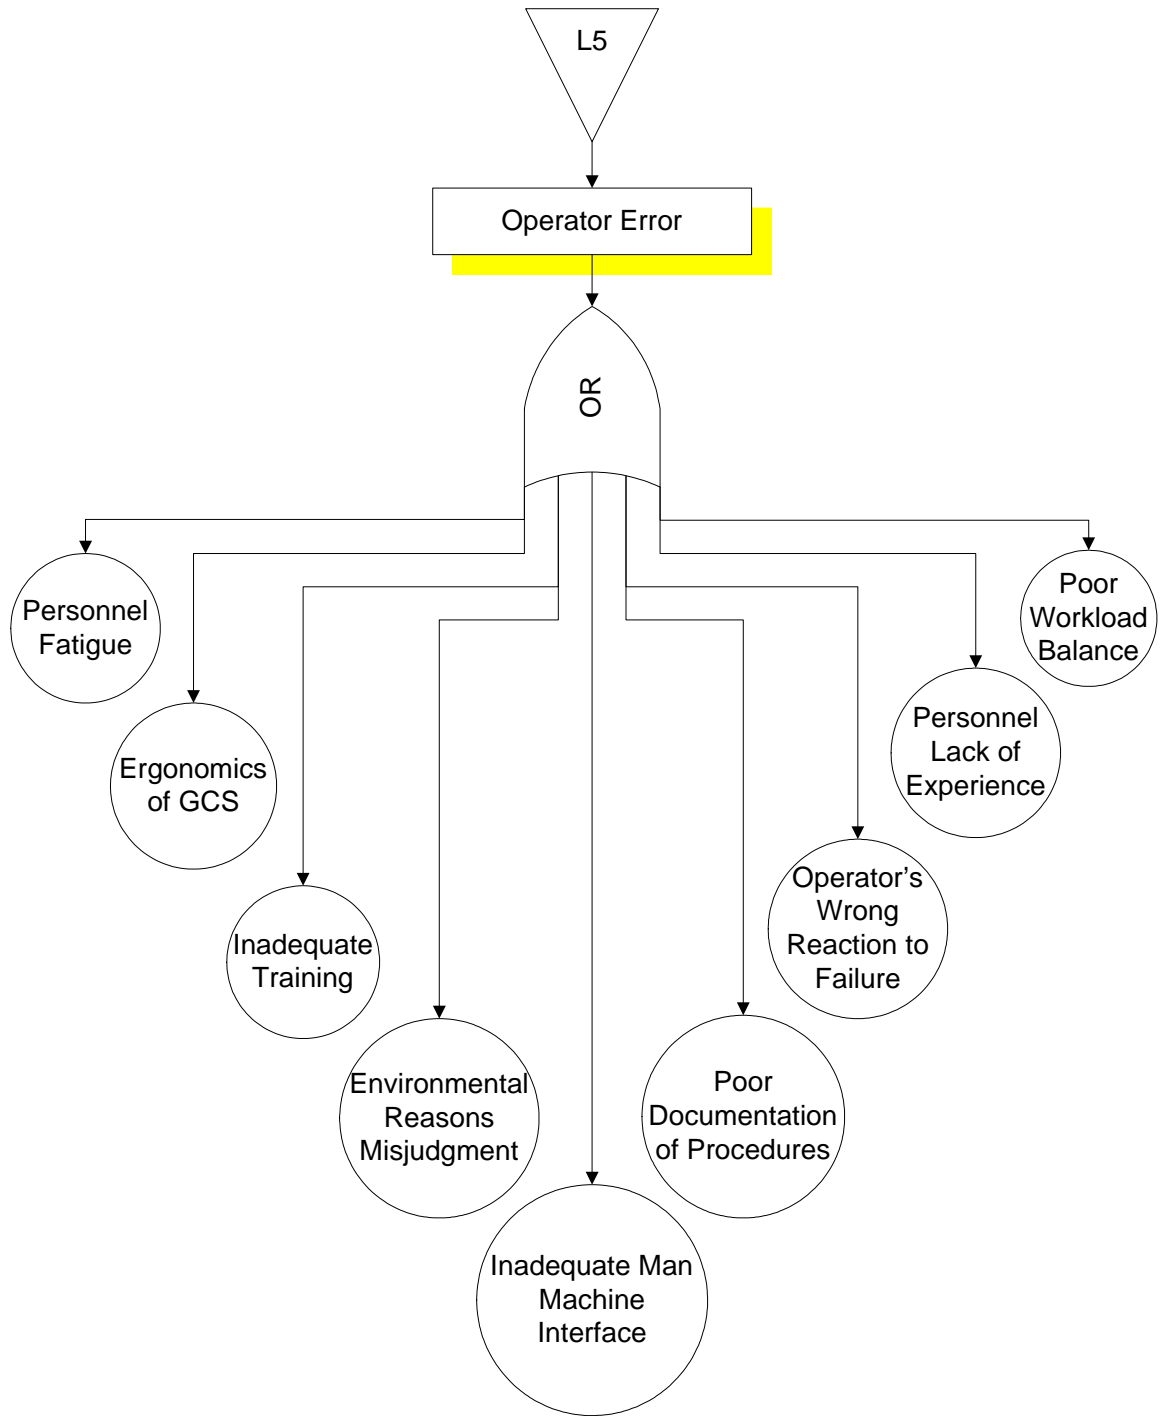 L5
Operator Error
OR
Personnel
Fatigue
Ergonomics
of GCS
Inadequate
Training
Environmental
Reasons
Misjudgment
Inadequate Man
Machine
Interface
Poor
Documentation
of Procedures
Operator’s
Wrong
Reaction to
Failure
Personnel
Lack of
Experience
Poor
Workload
Balance